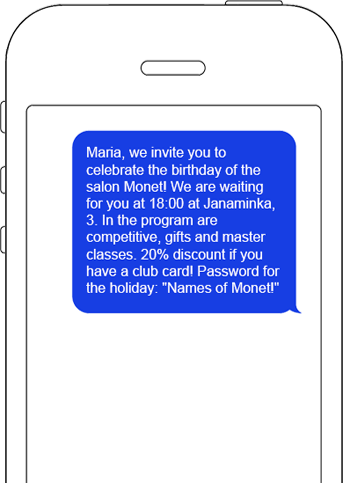 Maria, we invite you to
celebrate the birthday of the
salon Monet! We are waiting
for you at 18:00 at Janaminka,
3. In the program are
competitive, gifts and master
classes. 20% discount if you
have a club card! Password for
the holiday: "Names of Monet!"